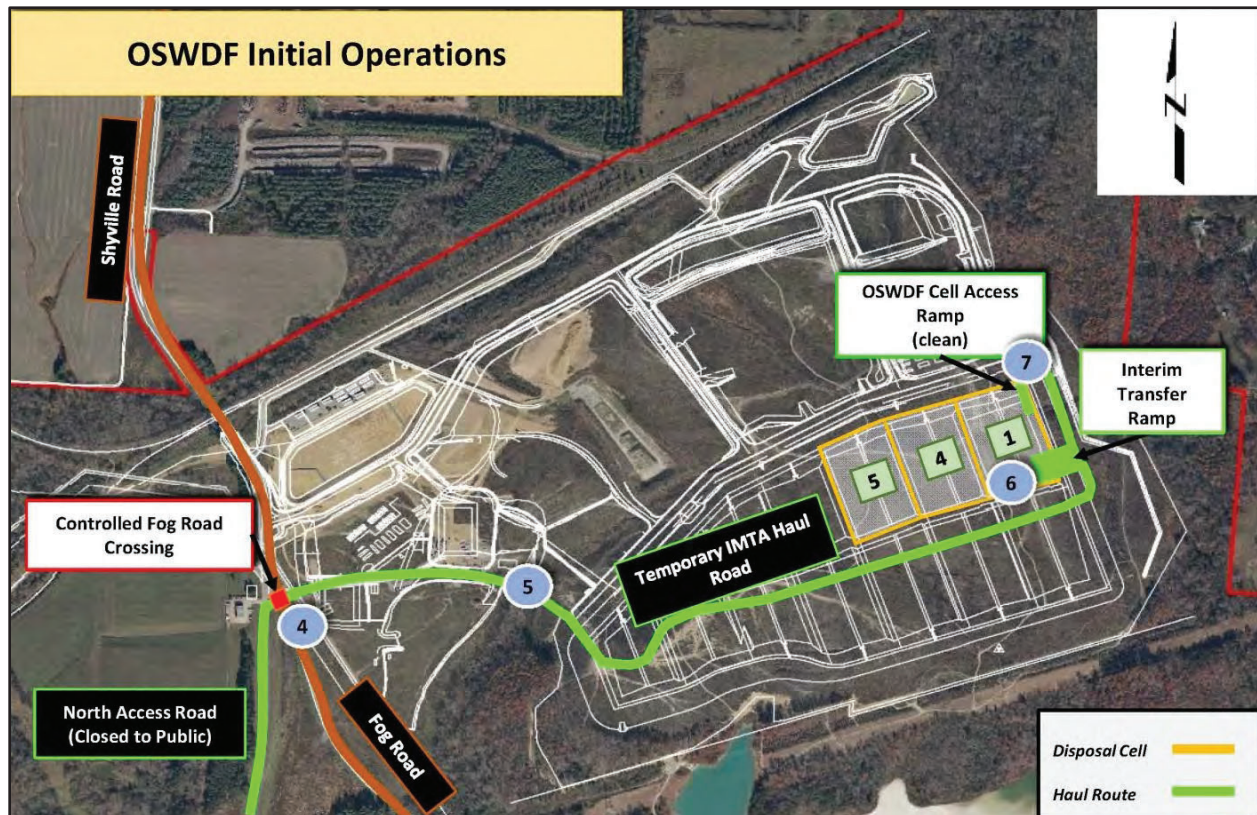 OSWDF Initial Operations
N
Shyville Road
OSWDF Cell Access
Ramp
(clean)
7
Interim
Transfer
Ramp
1
4
5
6
Controlled Fog Road
Crossing
Temporary IMTA Haul
Road
5
4
North Access Road
(Closed to Public)
Fog Road
Disposal Cell
Haul Route